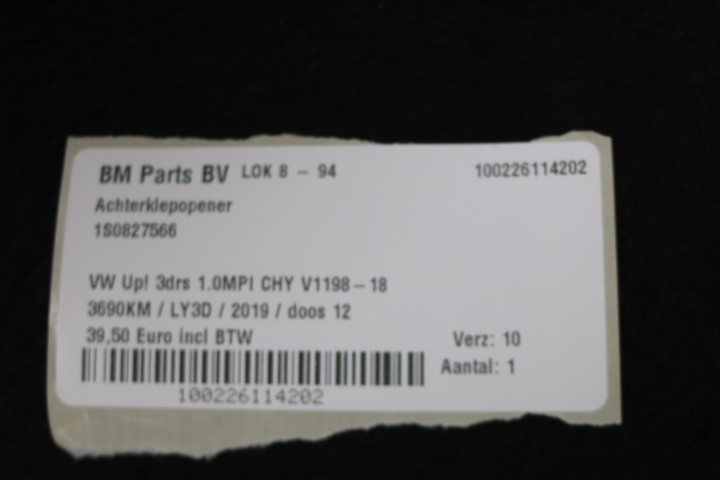 BM Parts BV LOK 8 - 94 100226114202
Achterklepopener
1S0827566
VW Up! 3drs 1.0MPI CHY V1198-18
3690KM / LY3D / 2019 / doos 12
39,50 Euro incl BTW Verz: 10
Aantal: 1
100226114202